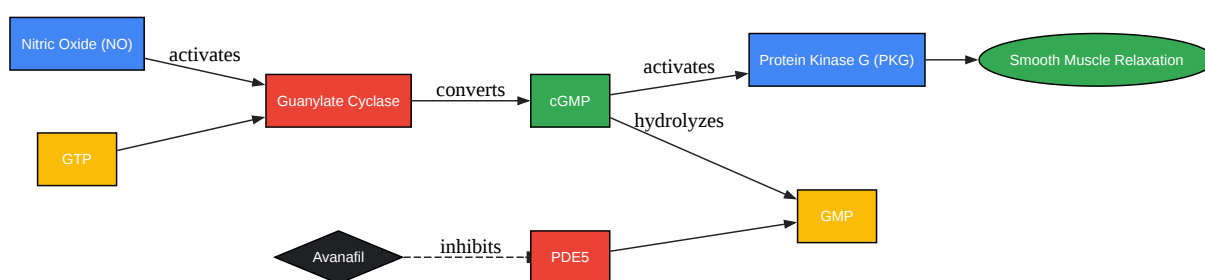 Nitric Oxide (NO)
activates
GTP
Guanylate Cyclase
converts
cGMP
activates
Protein Kinase G (PKG)
Smooth Muscle Relaxation
hydrolyzes
GMP
Avanafil
inhibits
PDE5